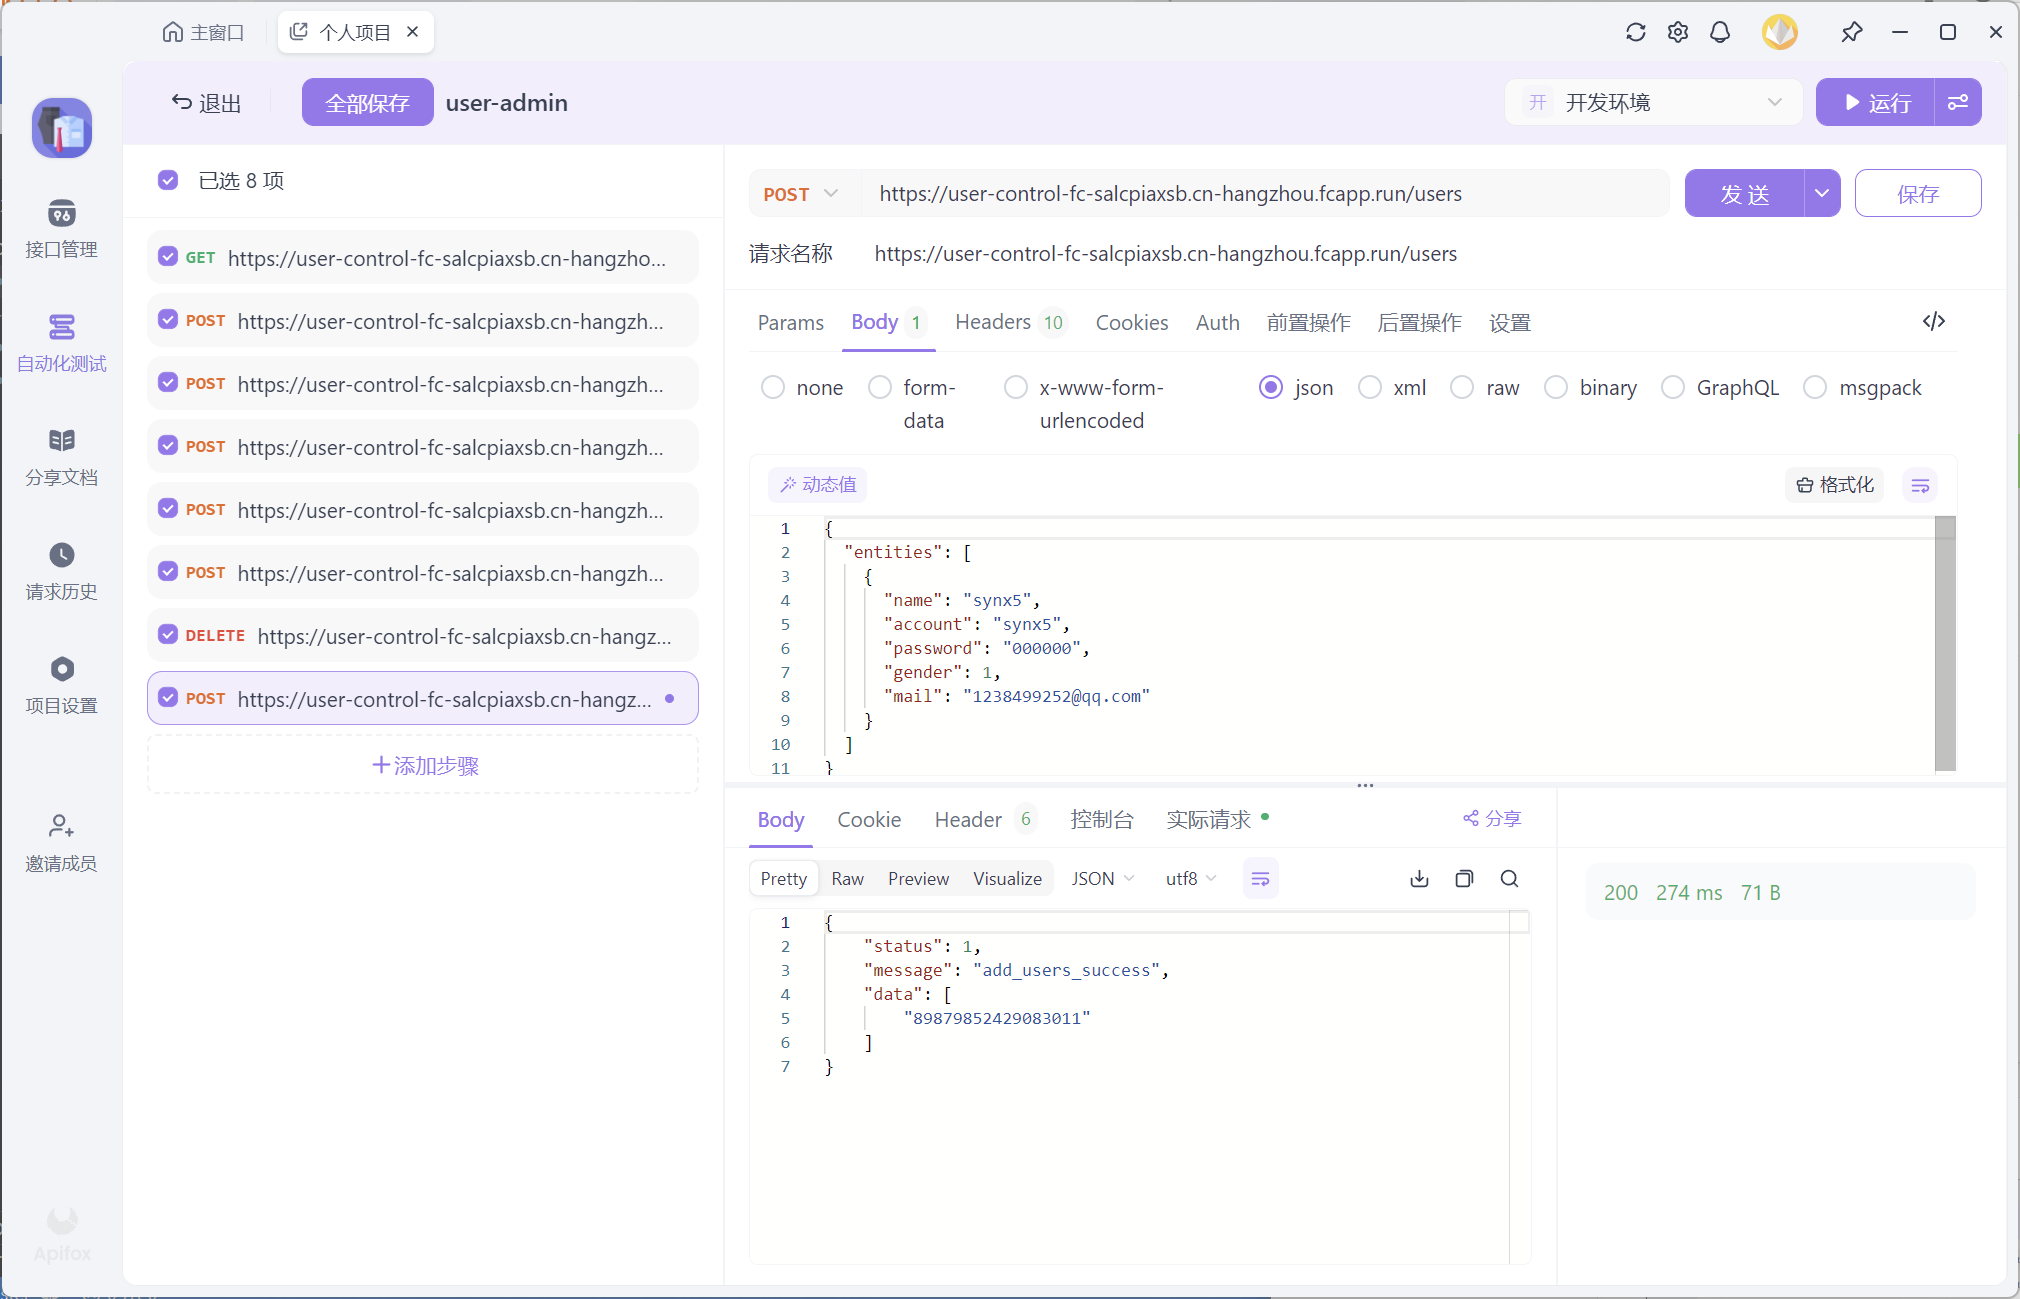 主窗口
个人项目
退出
全部保存
user-admin
开 开发环境
运行
接口管理
自动化测试
分享文档
请求历史
项目设置
邀请成员
Apifox
已选 8 项
GET https://user-control-fc-salcpiaxsb.cn-hangzho...
POST https://user-control-fc-salcpiaxsb.cn-hangzh...
POST https://user-control-fc-salcpiaxsb.cn-hangzh...
POST https://user-control-fc-salcpiaxsb.cn-hangzh...
POST https://user-control-fc-salcpiaxsb.cn-hangzh...
POST https://user-control-fc-salcpiaxsb.cn-hangzh...
DELETE https://user-control-fc-salcpiaxsb.cn-hangz...
POST https://user-control-fc-salcpiaxsb.cn-hangz...
添加步骤
POST https://user-control-fc-salcpiaxsb.cn-hangzhou.fcapp.run/users
发送
保存
请求名称 https://user-control-fc-salcpiaxsb.cn-hangzhou.fcapp.run/users
Params Body 1 Headers 10 Cookies Auth 前置操作 后置操作 设置
none form-data x-www-form-urlencoded json xml raw binary GraphQL msgpack
动态值
格式化
1 {
2 "entities": [
3 {
4 "name": "synx5",
5 "account": "synx5",
6 "password": "000000",
7 "gender": 1,
8 "mail": "1238499252@qq.com"
9 }
10 ]
11 }
Body Cookie Header 6 控制台 实际请求
分享
Pretty Raw Preview Visualize JSON utf8
200 274 ms 71 B
1 {
2 "status": 1,
3 "message": "add_users_success",
4 "data": [
5 "89879852429083011"
6 ]
7 }